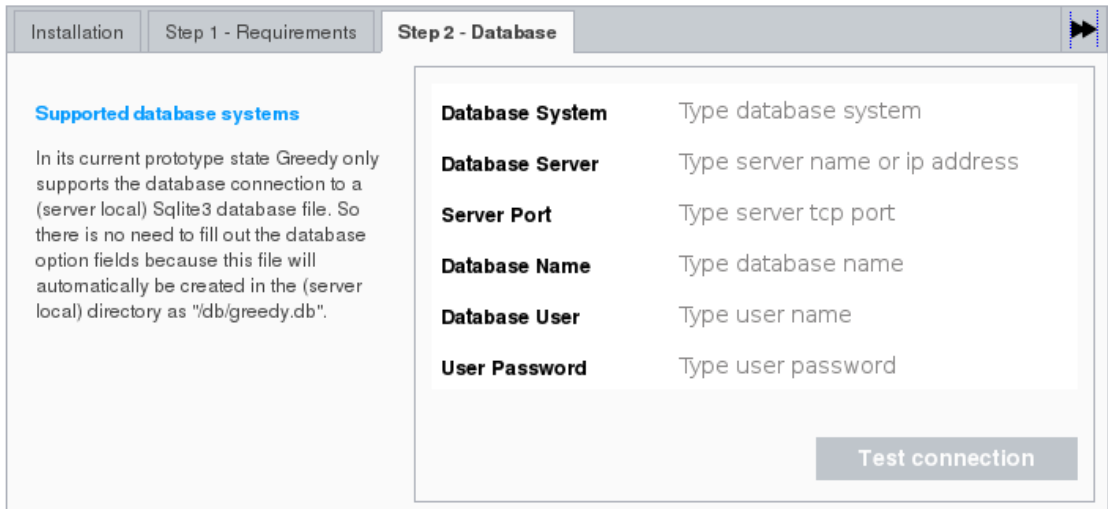 Installation
Step 1 - Requirements
Step 2 - Database
Supported database systems
In its current prototype state Greedy only
supports the database connection to a
(server local) Sqlite3 database file. So
there is no need to fill out the database
option fields because this file will
automatically be created in the (server
local) directory as "/db/greedy.db".
Database System Type database system
Database Server Type server name or ip address
Server Port Type server tcp port
Database Name Type database name
Database User Type user name
User Password Type user password
Test connection